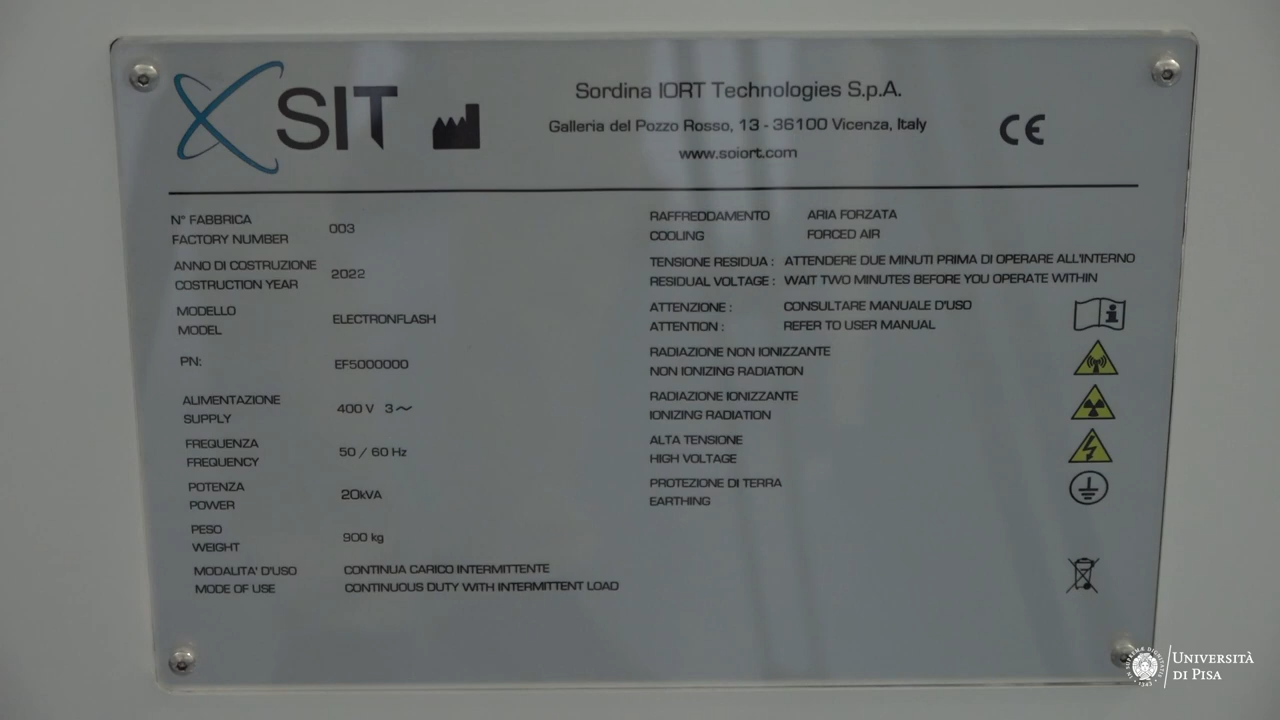 SIT
Sordina IORT Technologies S.p.A.
Galleria del Pozzo Rosso, 13 - 36100 Vicenza, Italy
www.soiort.com
CE
N° FABBRICA
FACTORY NUMBER
003
ANNO DI COSTRUZIONE
COSTRUCTION YEAR
2022
MODELLO
MODEL
ELECTRONFLASH
PN:
EF5000000
ALIMENTAZIONE
SUPPLY
400 V 3~
FREQUENZA
FREQUENCY
50 / 60 Hz
POTENZA
POWER
20kVA
PESO
WEIGHT
900 kg
MODALITA' D'USO
MODE OF USE
CONTINUA CARICO INTERMITTENTE
CONTINUOUS DUTY WITH INTERMITTENT LOAD
RAFFREDDAMENTO ARIA FORZATA
COOLING FORCED AIR
TENSIONE RESIDUA : ATTENDERE DUE MINUTI PRIMA DI OPERARE ALL'INTERNO
RESIDUAL VOLTAGE : WAIT TWO MINUTES BEFORE YOU OPERATE WITHIN
ATTENZIONE : CONSULTARE MANUALE D'USO
ATTENTION : REFER TO USER MANUAL
RADIAZIONE NON IONIZZANTE
NON IONIZING RADIATION
RADIAZIONE IONIZZANTE
IONIZING RADIATION
ALTA TENSIONE
HIGH VOLTAGE
PROTEZIONE DI TERRA
EARTHING
UNIVERSITÀ
DI PISA